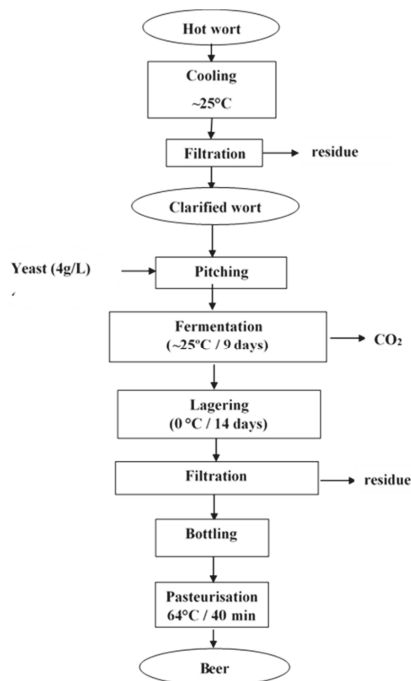 Hot wort
Cooling
~25°C
Filtration
residue
Clarified wort
Yeast (4g/L)
Pitching
Fermentation
(~25°C / 9 days)
CO₂
Lagering
(0 °C / 14 days)
Filtration
residue
Bottling
Pasteurisation
64°C / 40 min
Beer